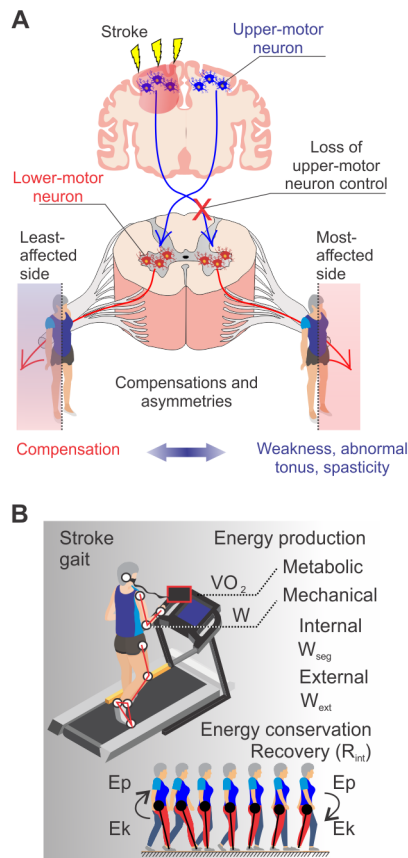 A
Stroke
Upper-motor
neuron
Lower-motor
neuron
Loss of
upper-motor
neuron control
Least-
affected
side
Most-
affected
side
Compensations and
asymmetries
Compensation
Weakness, abnormal
tonus, spasticity
B
Stroke
gait
Energy production
VO2
Metabolic
W
Mechanical
Internal
Wseg
External
Wext
Energy conservation
Recovery (Rint)
Ep
Ek
Ep
Ek